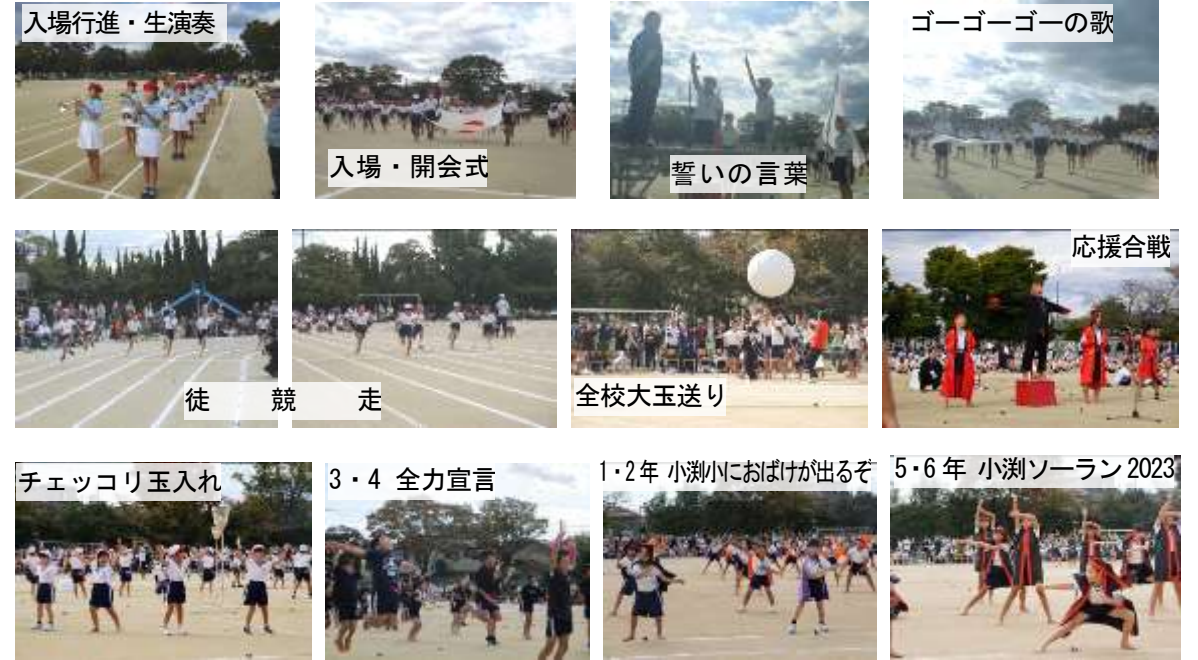 入場行進・生演奏
入場・開会式
誓いの言葉
ゴーゴーゴーの歌
徒 競 走
全校大玉送り
応援合戦
チェッコリ玉入れ
3・4 全力宣言
1・2年 小渕小におばけが出るぞ
5・6年 小渕ソーラン2023